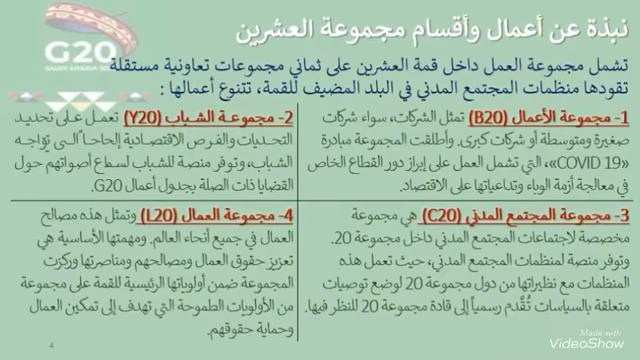 نبذة عن أعمال وأقسام مجموعة العشرين
G20
SAUDI ARABIA 2020
تشمل مجموعة العمل داخل قمة العشرين على ثماني مجموعات تعاونية مستقلة
تقودها منظمات المجتمع المدني في البلد المضيف للقمة، تتنوع أعمالها :
1- مجموعة الأعمال (B20) تمثل الشركات، سواء شركات
صغيرة ومتوسطة أو شركات كبرى. وأطلقت المجموعة مبادرة
«COVID 19»، التي تشمل العمل على إبراز دور القطاع الخاص
في معالجة أزمة الوباء وتداعياتها على الاقتصاد.
2- مجموعة الشباب (Y20) تعمل على تحديد
التحديات والفرص الاقتصادية إلحاحاً التي تواجه
الشباب، وتوفر منصة للشباب لسماع أصواتهم حول
القضايا ذات الصلة بجدول أعمال G20.
3- مجموعة المجتمع المدني (C20) هي مجموعة
مخصصة لاجتماعات المجتمع المدني داخل مجموعة 20.
وتوفر منصة لمنظمات المجتمع المدني، حيث تعمل هذه
المنظمات مع نظيراتها من دول مجموعة 20 لوضع توصيات
متعلقة بالسياسات تُقَدم رسمياً إلى قادة مجموعة 20 للنظر فيها.
4- مجموعة العمال (L20) وتمثل هذه مصالح
العمال في جميع أنحاء العالم. ومهمتها الأساسية هي
تعزيز حقوق العمال ومصالحهم ومناصرتها وركزت
المجموعة ضمن أولوياتها الرئيسية للقمة على مجموعة
من الأولويات الطموحة التي تهدف إلى تمكين العمال
وحماية حقوقهم.
4
Made with
VideoShow